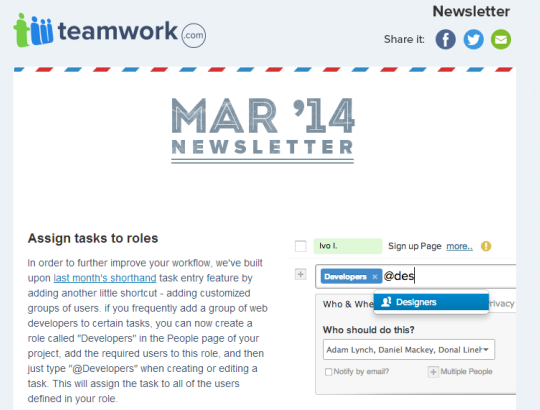 Newsletter
teamwork.com
Share it:
MAR '14
NEWSLETTER
Assign tasks to roles
In order to further improve your workflow, we've built
upon last month's shorthand task entry feature by
adding another little shortcut - adding customized
groups of users. if you frequently add a group of web
developers to certain tasks, you can now create a
role called "Developers" in the People page of your
project, add the required users to this role, and then
just type "@Developers" when creating or editing a
task. This will assign the task to all of the users
defined in your role.
Ivo I. Sign up Page more..
Developers × @des
Designers
Who & Whe rivacy
Who should do this?
Adam Lynch, Daniel Mackey, Donal Lineh
Notify by email? Multiple People